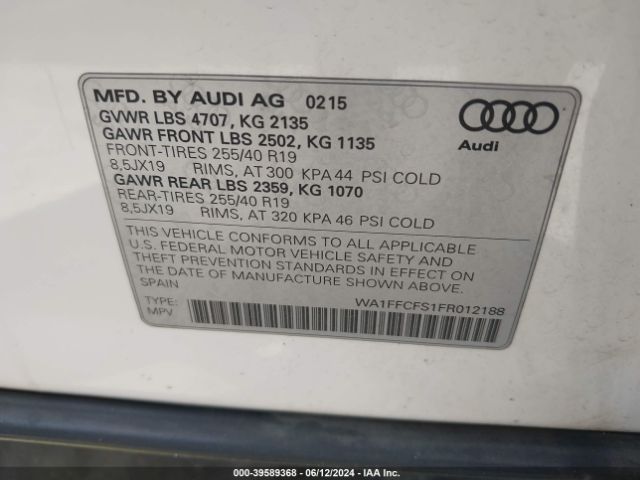 MFD. BY AUDI AG 0215
GVWR LBS 4707, KG 2135
GAWR FRONT LBS 2502, KG 1135
FRONT-TIRES 255/40 R19
8,5JX19 RIMS, AT 300 KPA 44 PSI COLD
GAWR REAR LBS 2359, KG 1070
REAR-TIRES 255/40 R19
8,5JX19 RIMS, AT 320 KPA 46 PSI COLD
Audi
THIS VEHICLE CONFORMS TO ALL APPLICABLE
U.S. FEDERAL MOTOR VEHICLE SAFETY AND
THEFT PREVENTION STANDARDS IN EFFECT ON
THE DATE OF MANUFACTURE SHOWN ABOVE.
SPAIN
TYPE:
MPV
WA1FFCFS1FR012188
000-39589368 - 06/12/2024 - IAA Inc.